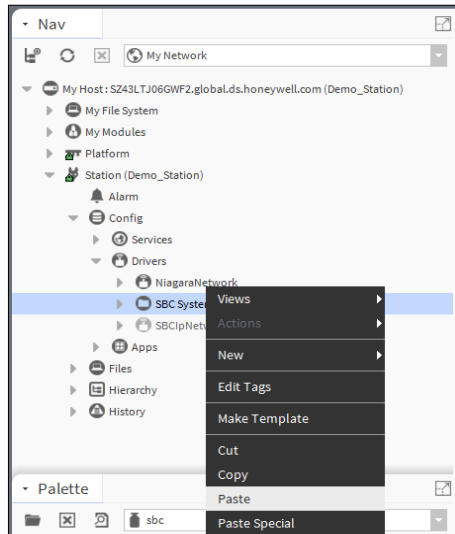 Nav
My Network
My Host : SZ43LTJ06GWF2.global.ds.honeywell.com (Demo_Station)
My File System
My Modules
Platform
Station (Demo_Station)
Alarm
Config
Services
Drivers
NiagaraNetwork
SBC Syste
SBCIpNetw
Apps
Files
Hierarchy
History
Views
Actions
New
Edit Tags
Make Template
Cut
Copy
Paste
Paste Special
Palette
sbc